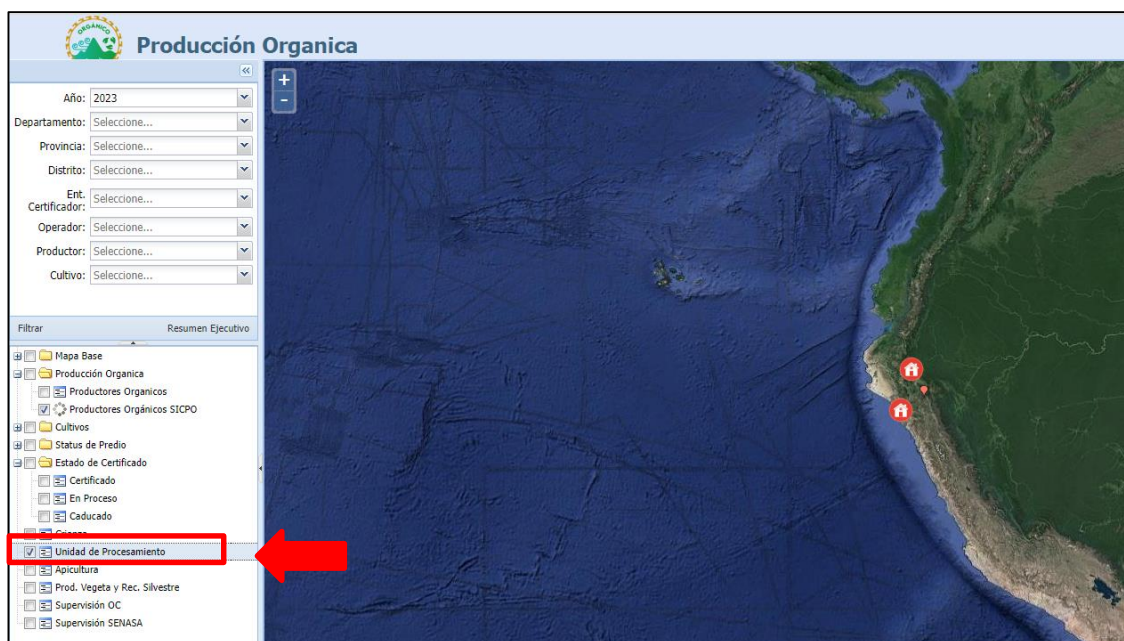 ORGANICO
Producción Organica
Año: 2023
Departamento: Seleccione...
Provincia: Seleccione...
Distrito: Seleccione...
Ent.
Certificador: Seleccione...
Operador: Seleccione...
Productor: Seleccione...
Cultivo: Seleccione...
Filtrar Resumen Ejecutivo
Mapa Base
Producción Organica
Productores Organicos
Productores Orgánicos SICPO
Cultivos
Status de Predio
Estado de Certificado
Certificado
En Proceso
Caducado
Unidad de Procesamiento
Apicultura
Prod. Vegeta y Rec. Silvestre
Supervisión OC
Supervisión SENASA